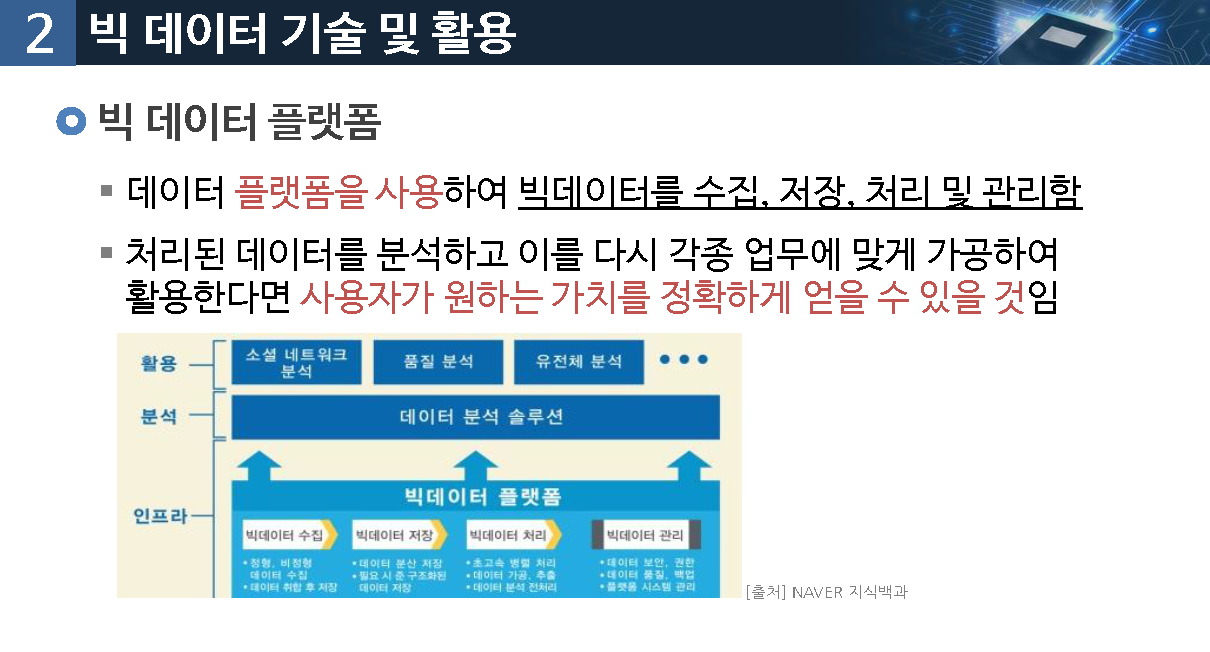 2 빅 데이터 기술 및 활용
빅 데이터 플랫폼
데이터 플랫폼을 사용하여 빅데이터를 수집, 저장, 처리 및 관리함
처리된 데이터를 분석하고 이를 다시 각종 업무에 맞게 가공하여
활용한다면 사용자가 원하는 가치를 정확하게 얻을 수 있을 것임
활용
소셜 네트워크
분석
품질 분석
유전체 분석
분석
데이터 분석 솔루션
인프라
빅데이터 플랫폼
빅데이터 수집
• 정형, 비정형
데이터 수집
• 데이터 취합 후 저장
빅데이터 저장
• 데이터 분산 저장
• 필요 시 준 구조화된
데이터 저장
빅데이터 처리
• 초고속 병렬 처리
• 데이터 가공, 추출
• 데이터 분석 전처리
빅데이터 관리
• 데이터 보안, 권한
• 데이터 품질, 백업
• 플랫폼 시스템 관리
[출처] NAVER 지식백과